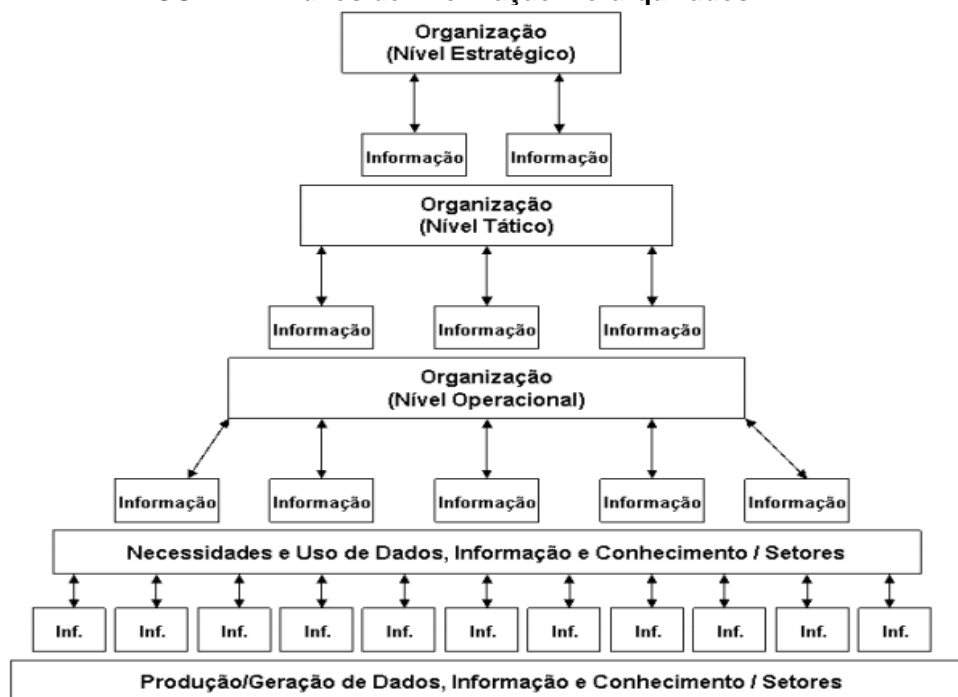 Organização
(Nível Estratégico)
Informação Informação
Organização
(Nível Tático)
Informação Informação Informação
Organização
(Nível Operacional)
Informação Informação Informação Informação Informação
Necessidades e Uso de Dados, Informação e Conhecimento / Setores
Inf. Inf. Inf. Inf. Inf. Inf. Inf. Inf. Inf. Inf. Inf.
Produção/Geração de Dados, Informação e Conhecimento / Setores